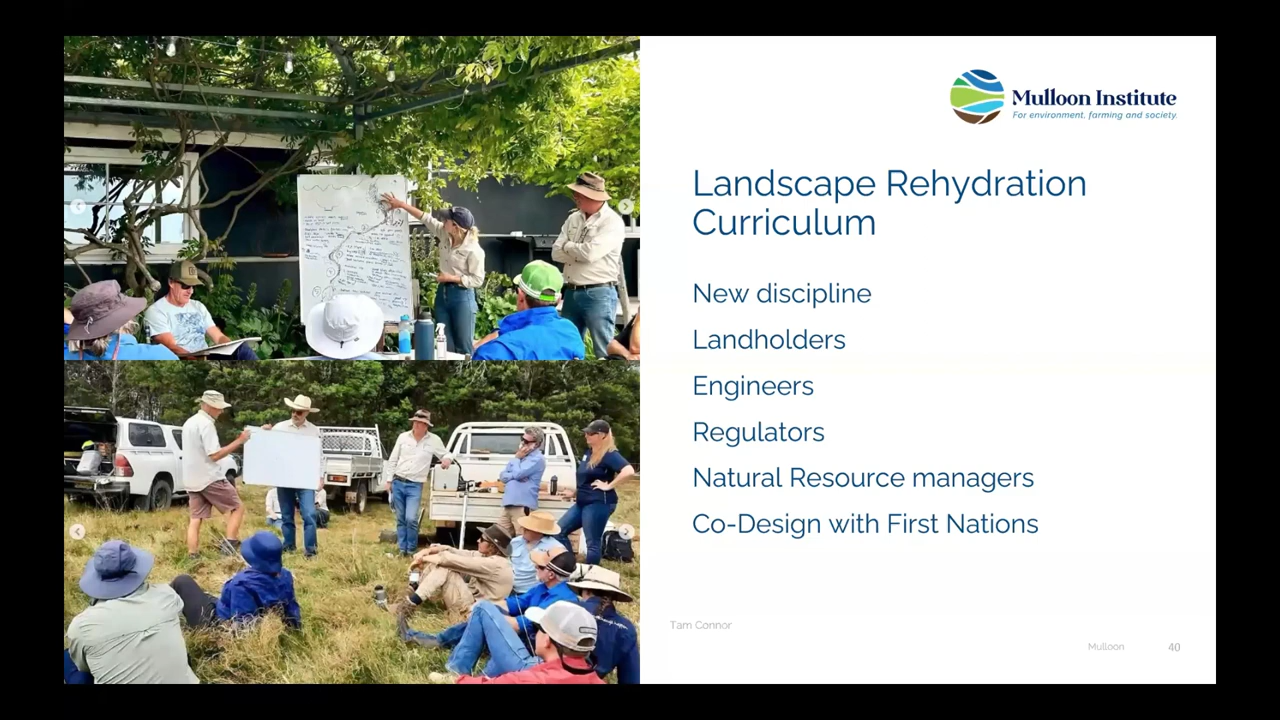 Mulloon Institute
For environment, farming and society.
Landscape Rehydration
Curriculum
New discipline
Landholders
Engineers
Regulators
Natural Resource managers
Co-Design with First Nations
Tam Connor
Mulloon
40